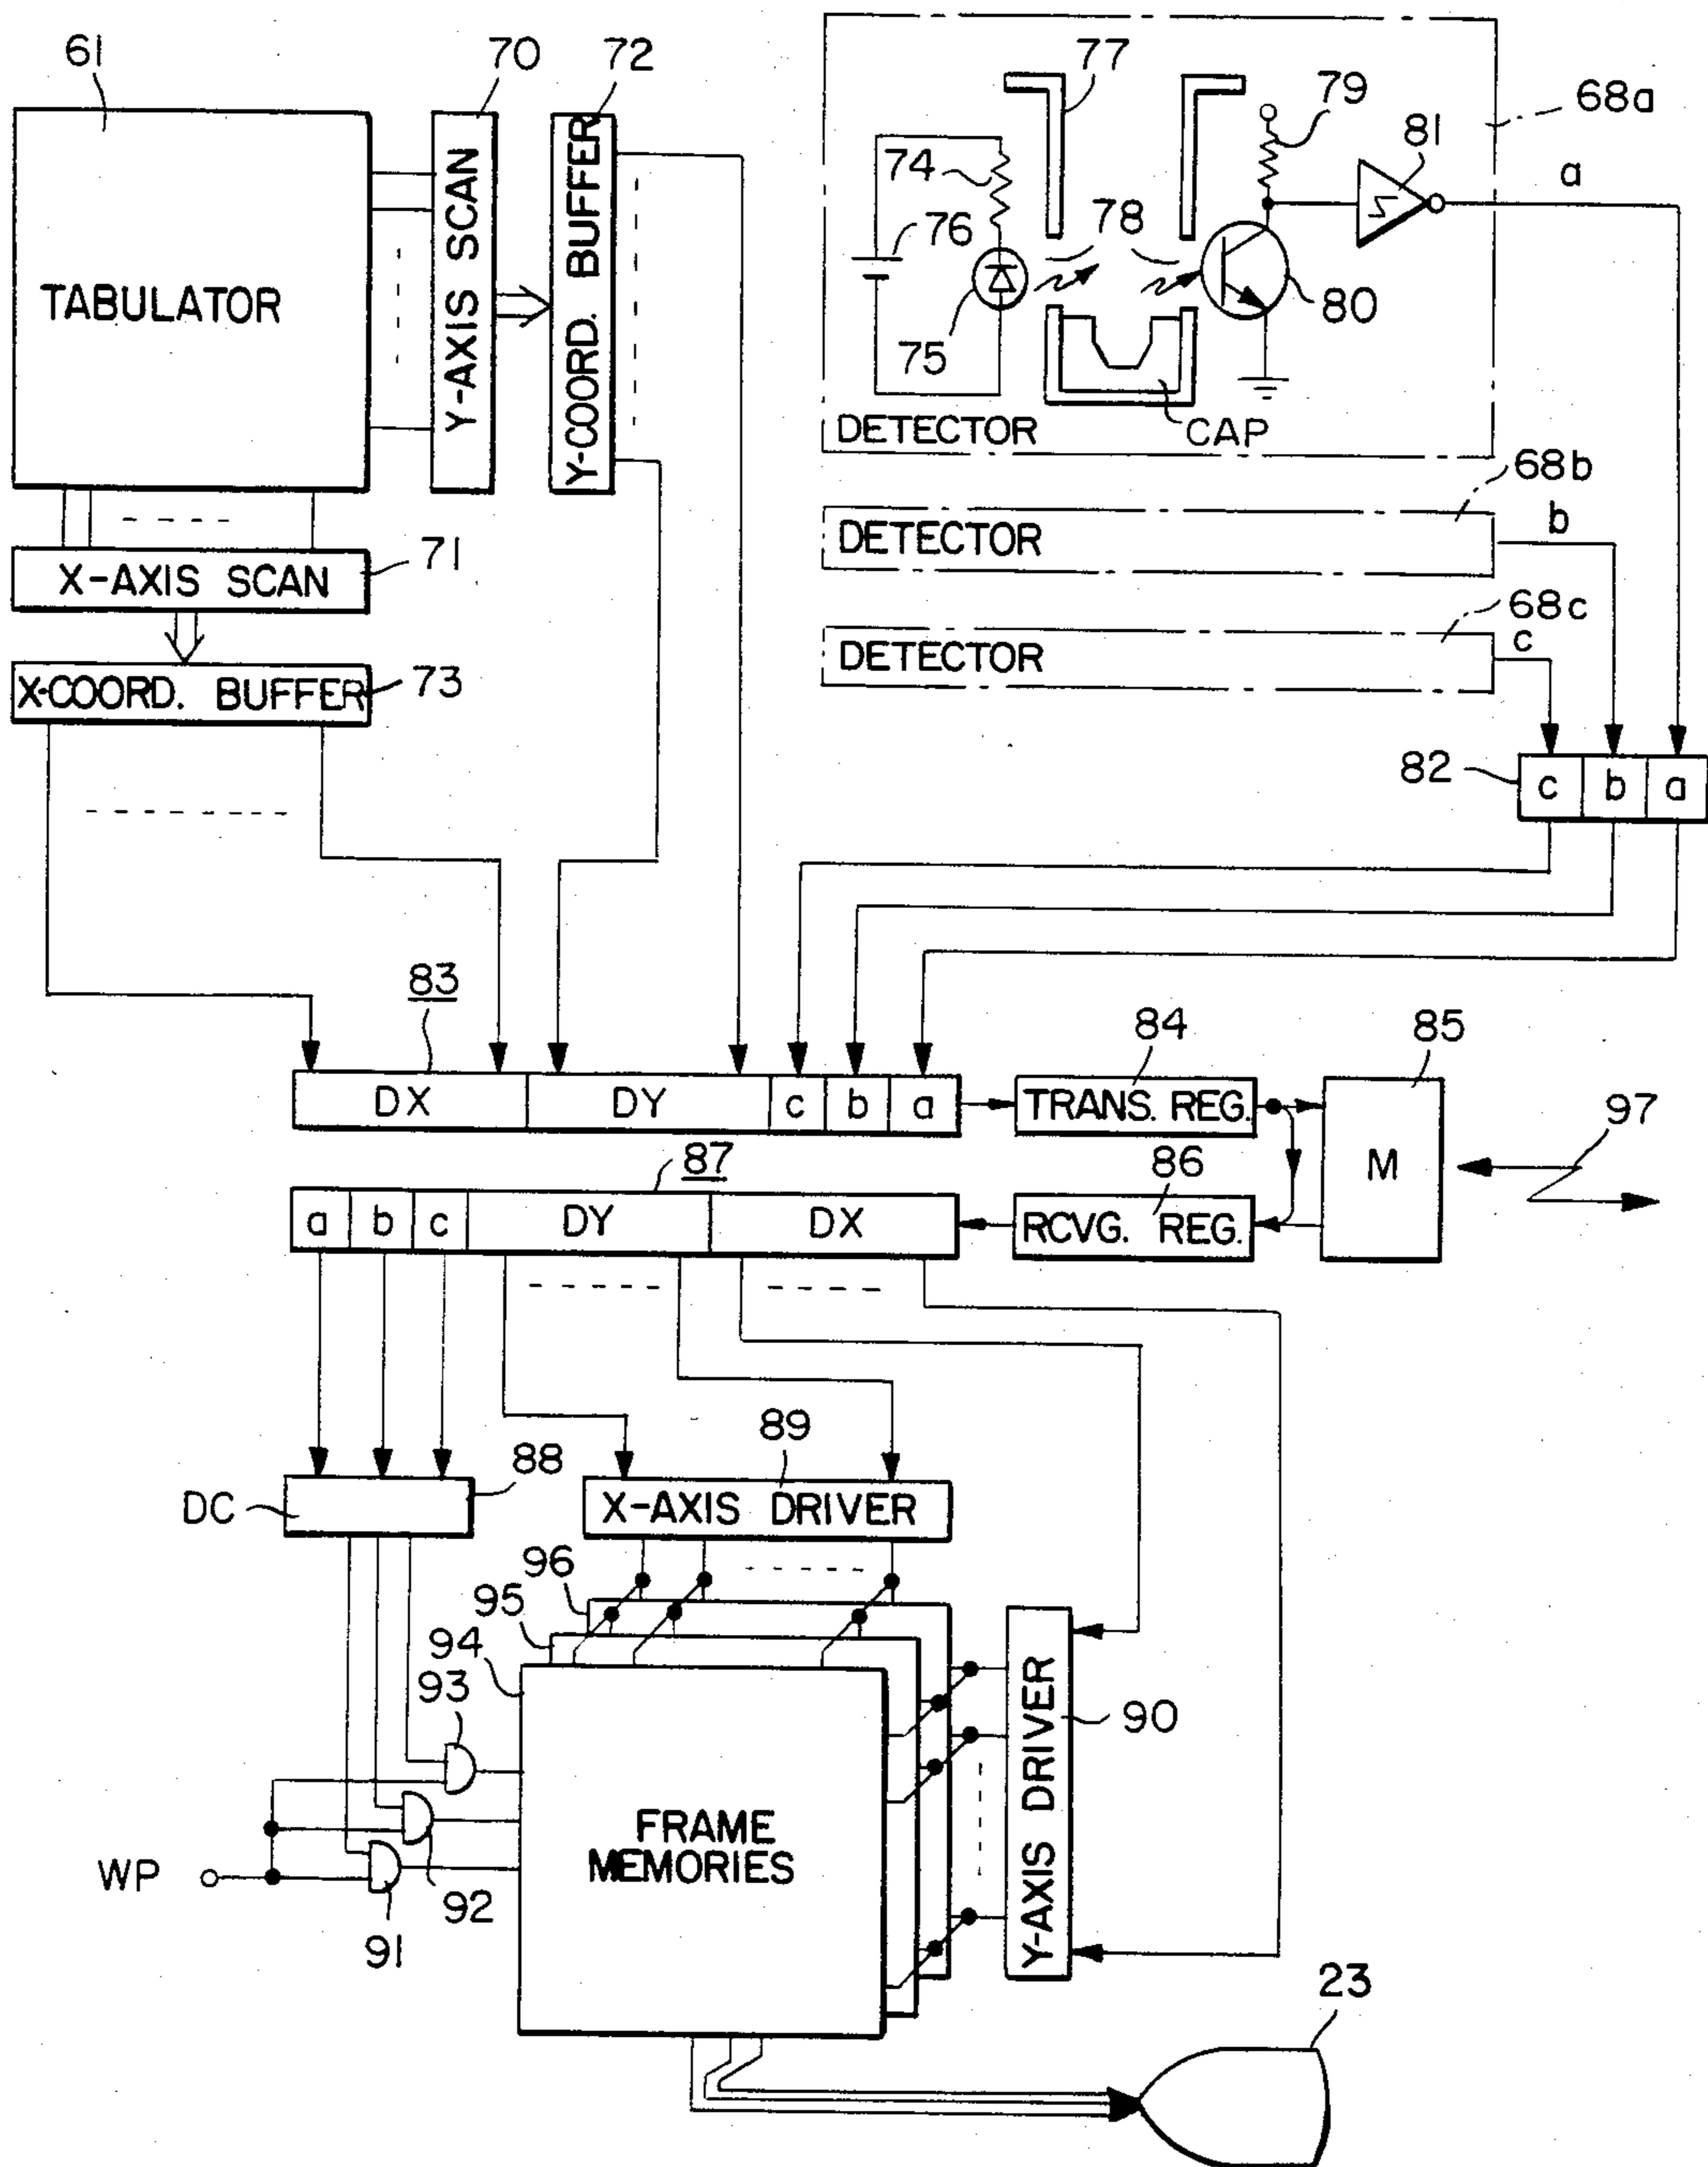 61
70
72
77
79
68a
81
a
74
76
78
80
75
TABULATOR
Y-AXIS SCAN
Y-COORD. BUFFER
CAP
DETECTOR
68b
b
DETECTOR
68c
c
DETECTOR
X-AXIS SCAN
71
X-COORD. BUFFER
73
82
c b a
83
84
85
DX DY c b a
TRANS. REG.
97
M
87
86
a b c DY DX
RCVG. REG.
89
88
DC
X-AXIS DRIVER
96
95
94
93
Y-AXIS DRIVER
90
FRAME
MEMORIES
WP
92
91
23